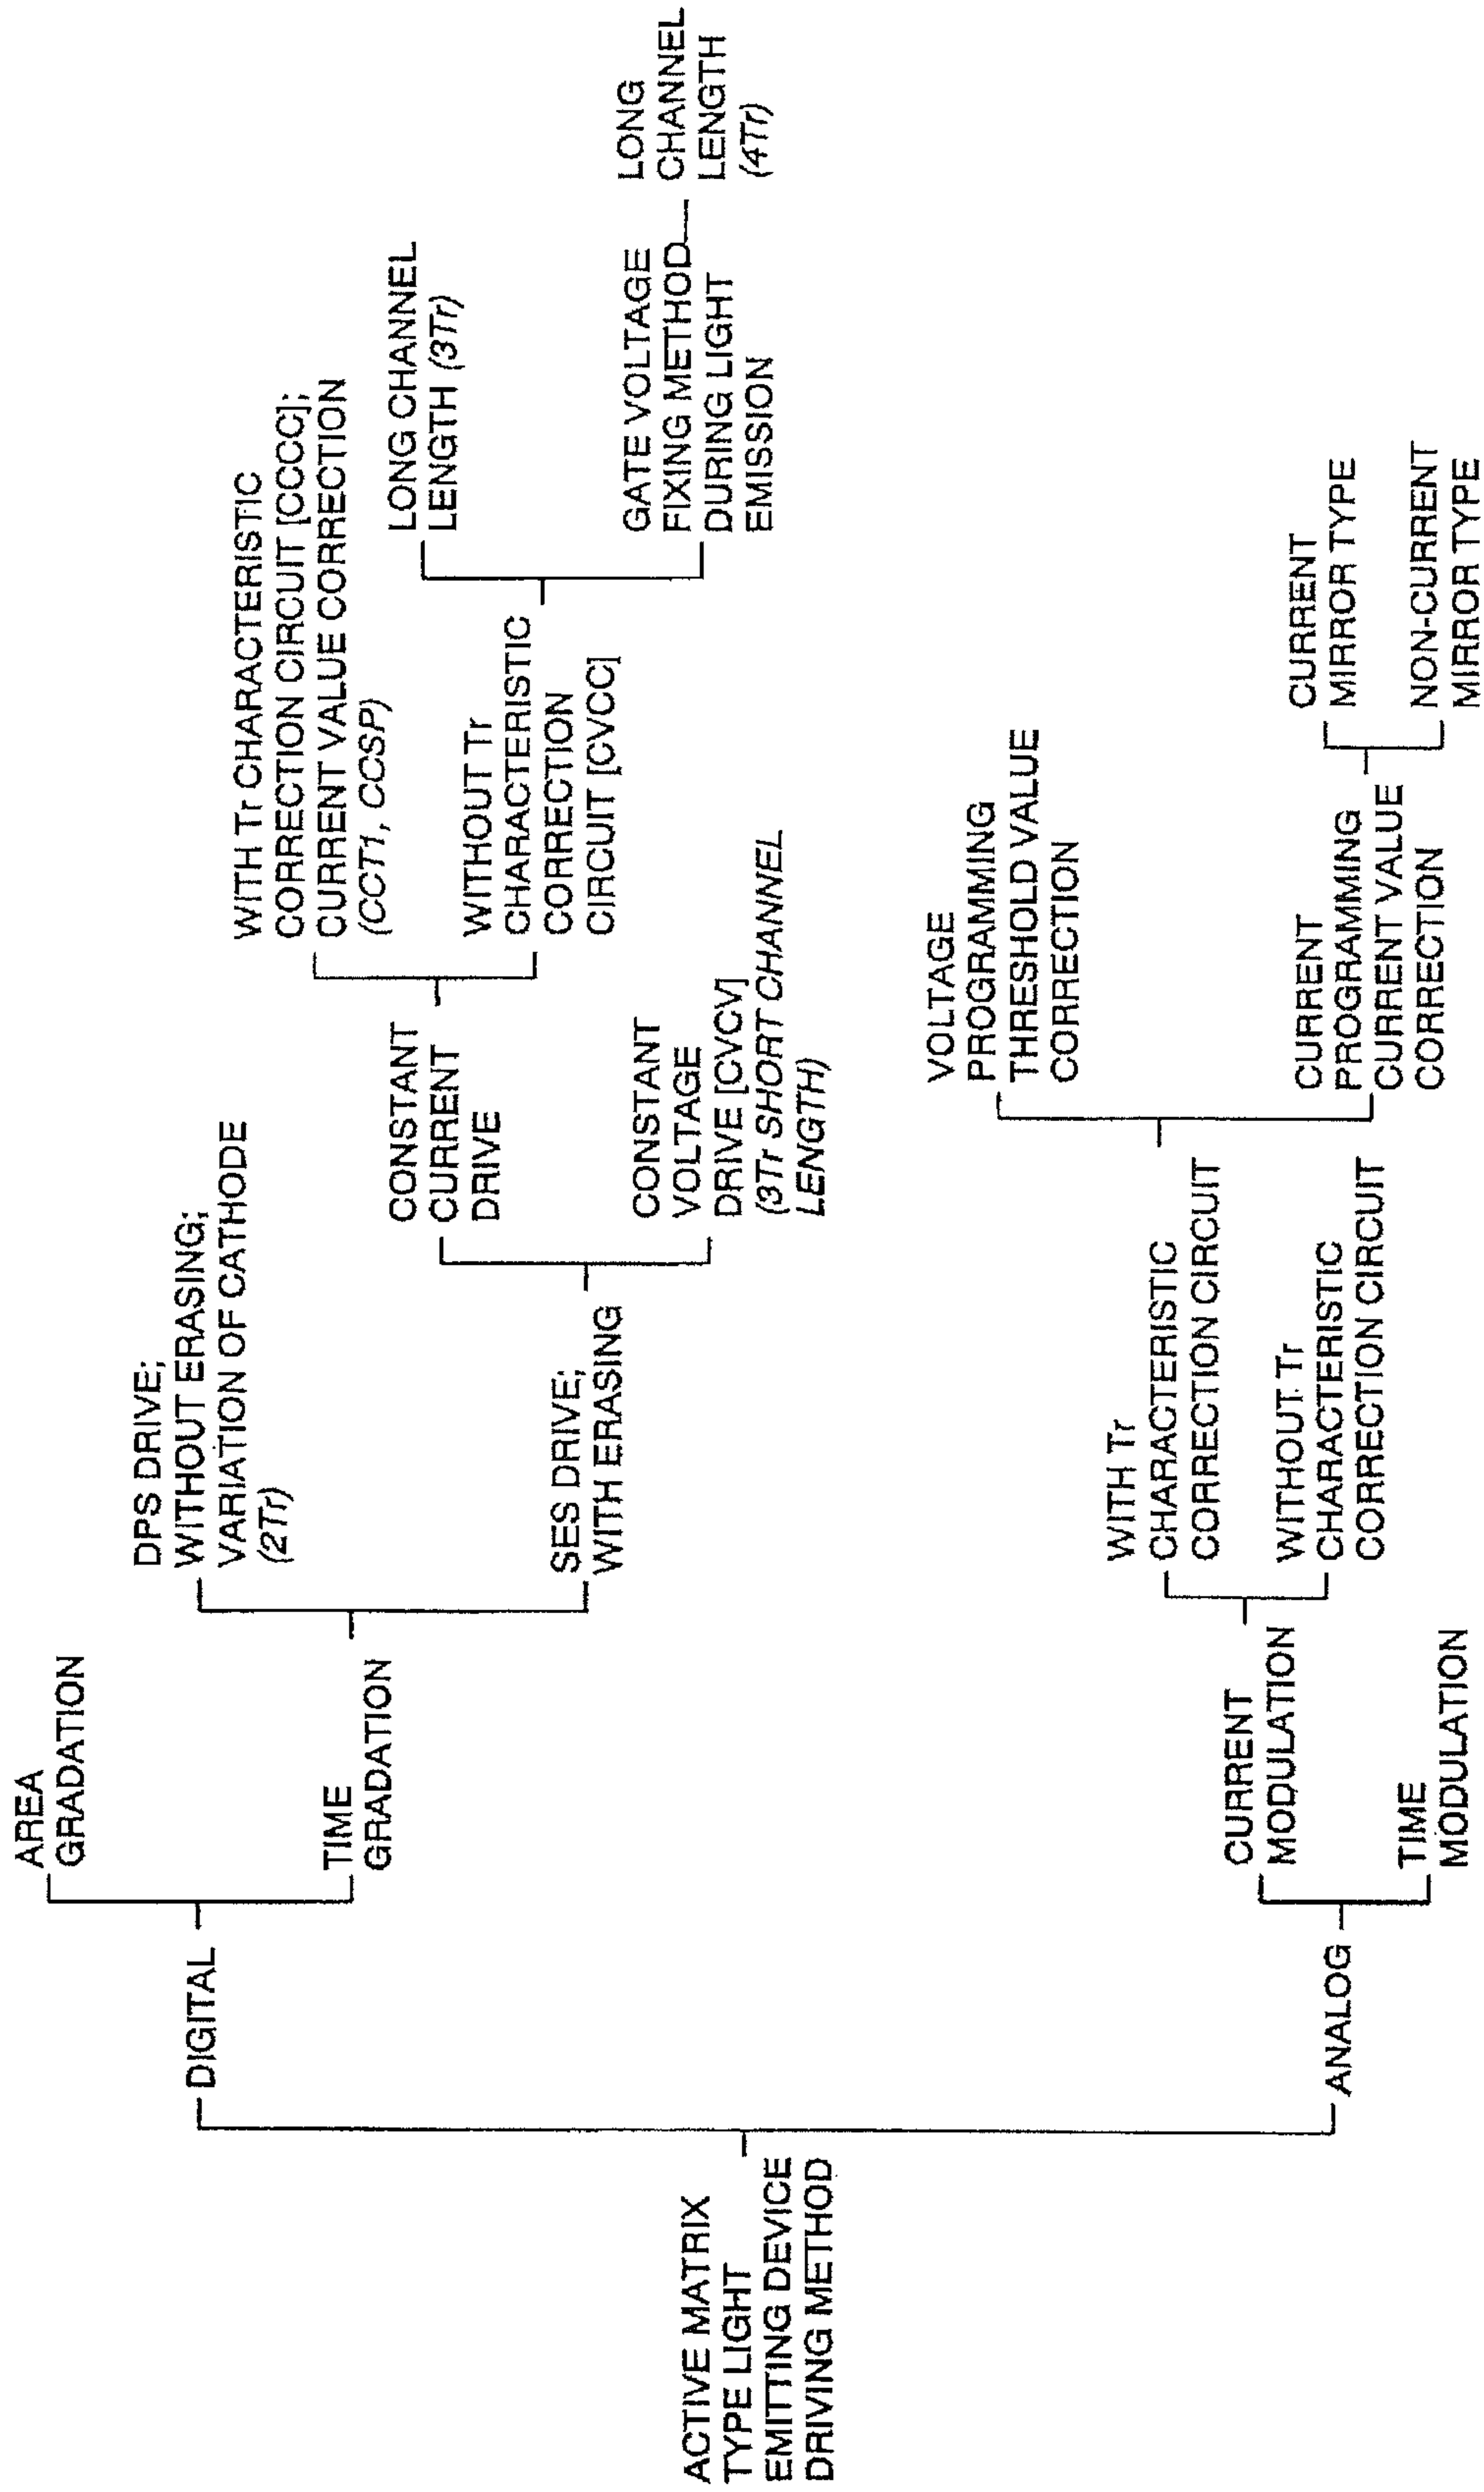 ACTIVE MATRIX
TYPE LIGHT
EMITTING DEVICE
DRIVING METHOD
DIGITAL
AREA
GRADATION
TIME
GRADATION
DPS DRIVE;
WITHOUT ERASING;
VARIATION OF CATHODE
(2Tr)
SES DRIVE;
WITH ERASING
CONSTANT
CURRENT
DRIVE
WITH Tr CHARACTERISTIC
CORRECTION CIRCUIT [CCCC];
CURRENT VALUE CORRECTION
(CCT1, CCSP)
WITHOUT Tr
CHARACTERISTIC
CORRECTION
CIRCUIT [CVCC]
LONG CHANNEL
LENGTH (3Tr)
GATE VOLTAGE
FIXING METHOD
DURING LIGHT
EMISSION
LONG
CHANNEL
LENGTH
(4Tr)
CONSTANT
VOLTAGE
DRIVE [CVCV]
(3Tr SHORT CHANNEL
LENGTH)
ANALOG
CURRENT
MODULATION
WITH Tr
CHARACTERISTIC
CORRECTION CIRCUIT
VOLTAGE
PROGRAMMING
THRESHOLD VALUE
CORRECTION
CURRENT
PROGRAMMING
CURRENT VALUE
CORRECTION
CURRENT
MIRROR TYPE
NON-CURRENT
MIRROR TYPE
WITHOUT Tr
CHARACTERISTIC
CORRECTION CIRCUIT
TIME
MODULATION